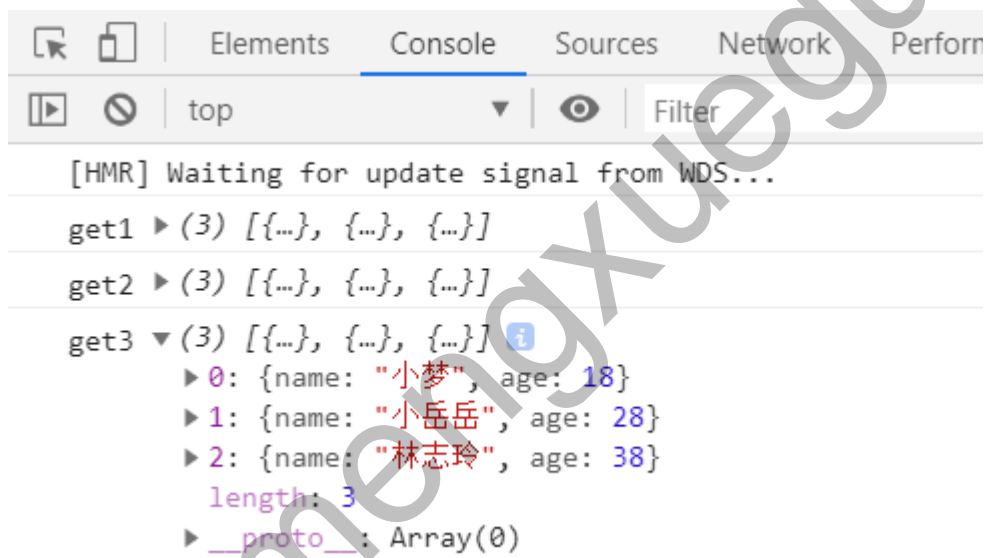 Elements Console Sources Network Perforn
top Filter
[HMR] Waiting for update signal from WDS...
get1 (3) [{…}, {…}, {…}]
get2 (3) [{…}, {…}, {…}]
get3 (3) [{…}, {…}, {…}] i
0: {name: "小梦", age: 18}
1: {name: "小岳岳", age: 28}
2: {name: "林志玲", age: 38}
length: 3
__proto__: Array(0)
mengxuegu